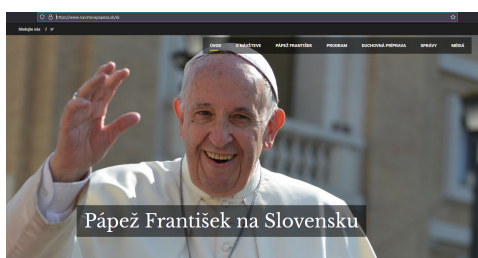 https://www.navstevapapeza.sk/sk/
Sledujte nás
ÚVOD O NÁVŠTEVE PÁPEŽ FRANTIŠEK PROGRAM DUCHOVNÁ PRÍPRAVA SPRÁVY MÉDIÁ
Pápež František na Slovensku